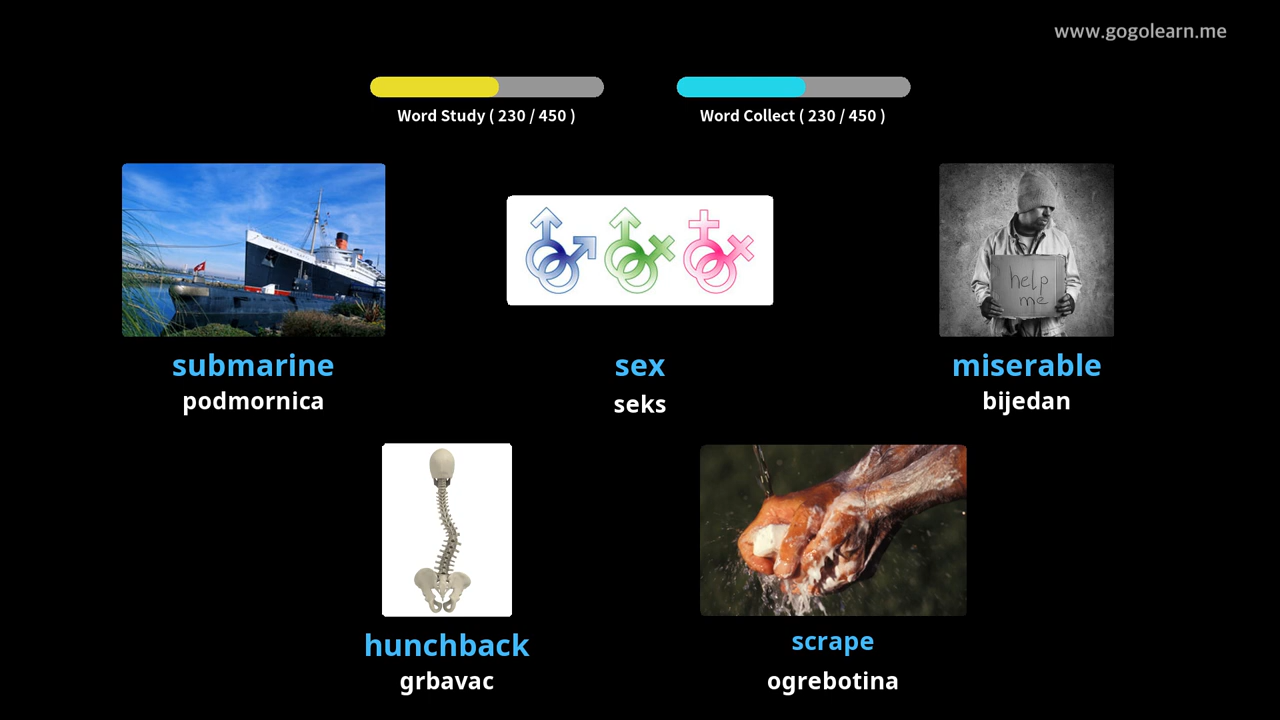 www.gogolearn.me
Word Study ( 230 / 450 )
Word Collect ( 230 / 450 )
submarine
podmornica
sex
seks
help
me
miserable
bijedan
hunchback
grbavac
scrape
ogrebotina